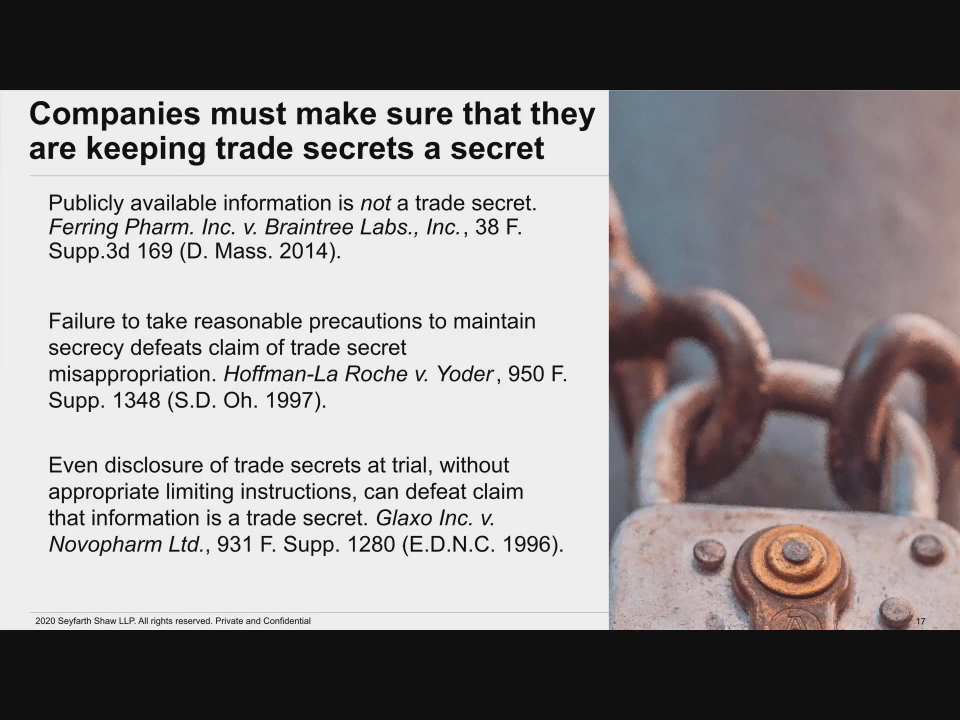 Companies must make sure that they
are keeping trade secrets a secret
Publicly available information is not a trade secret.
Ferring Pharm. Inc. v. Braintree Labs., Inc., 38 F.
Supp.3d 169 (D. Mass. 2014).
Failure to take reasonable precautions to maintain
secrecy defeats claim of trade secret
misappropriation. Hoffman-La Roche v. Yoder, 950 F.
Supp. 1348 (S.D. Oh. 1997).
Even disclosure of trade secrets at trial, without
appropriate limiting instructions, can defeat claim
that information is a trade secret. Glaxo Inc. v.
Novopharm Ltd., 931 F. Supp. 1280 (E.D.N.C. 1996).
2020 Seyfarth Shaw LLP. All rights reserved. Private and Confidential
17